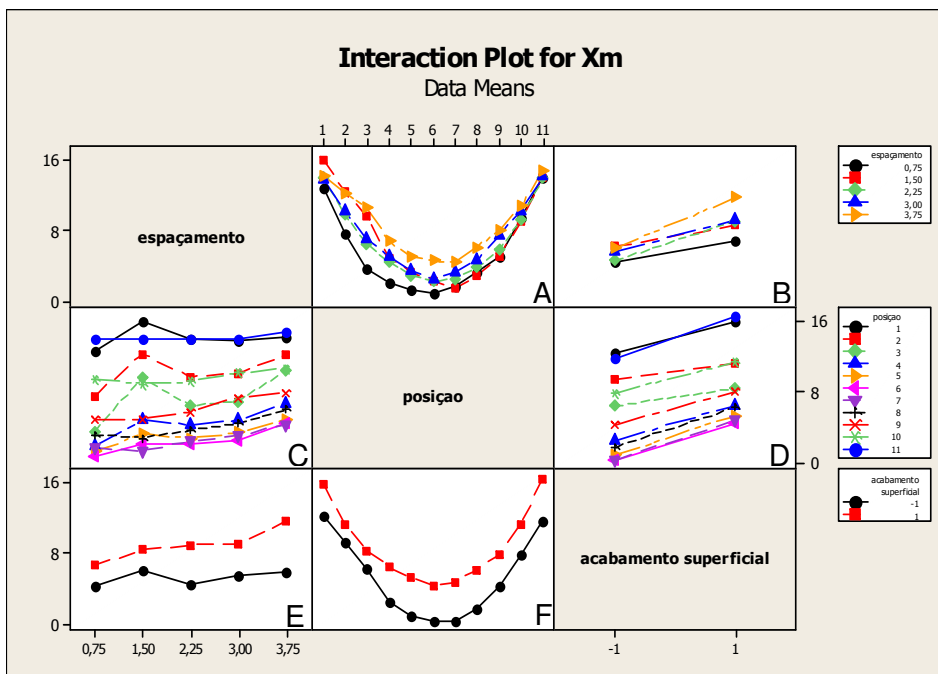 Interaction Plot for Xm
Data Means
1 2 3 4 5 6 7 8 9 10 11
16
8
0
espaçamento
A
B
espaçamento
0,75
1,50
2,25
3,00
3,75
C
posiçao
D
16
8
0
posiçao
1
2
3
4
5
6
7
8
9
10
11
16
8
0
E
F
acabamento superficial
acabamento
superficial
-1
1
0,75 1,50 2,25 3,00 3,75
-1 1